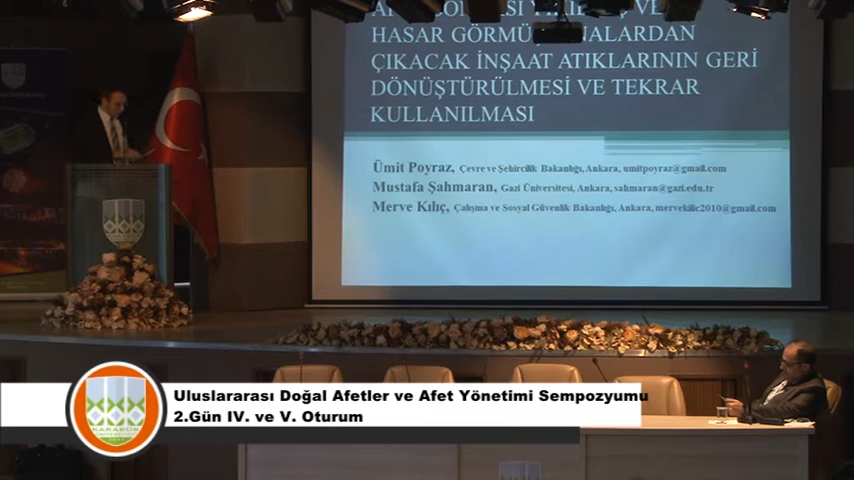 HASAR GÖRMÜŞ
ÇIKACAK İNŞAAT ATIKLARININ GERİ
DÖNÜŞTÜRÜLMESİ VE TEKRAR
KULLANILMASI
Ümit Poyraz, Çevre ve Şehircilik Bakanlığı, Ankara, umitpoyraz@gmail.com
Mustafa Şahmaran, Gazi Üniversitesi, Ankara, sahmaran@gazi.edu.tr
Merve Kılıç, Çalışma ve Sosyal Güvenlik Bakanlığı, Ankara, mervekilic2010@gmail.com
Uluslararası Doğal Afetler ve Afet Yönetimi Sempozyumu
2.Gün IV. ve V. Oturum
KARABÜK